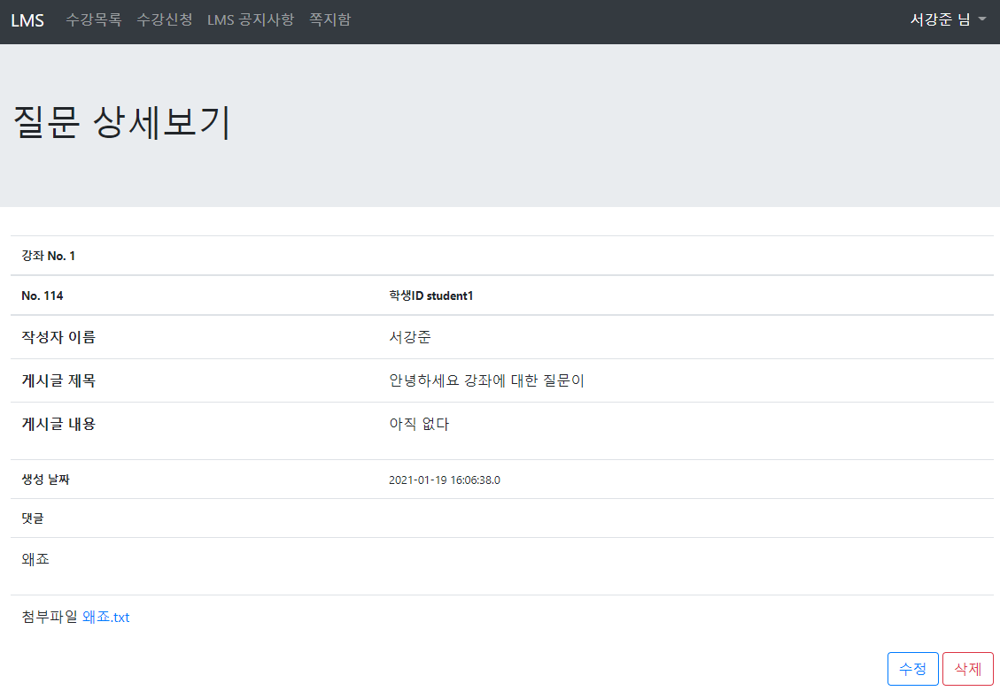 LMS 수강목록 수강신청 LMS 공지사항 쪽지함 서강준 님
질문 상세보기
강좌 No. 1
No. 114 학생ID student1
작성자 이름 서강준
게시글 제목 안녕하세요 강좌에 대한 질문이
게시글 내용 아직 없다
생성 날짜 2021-01-19 16:06:38.0
댓글
왜죠
첨부파일 왜죠.txt
수정 삭제